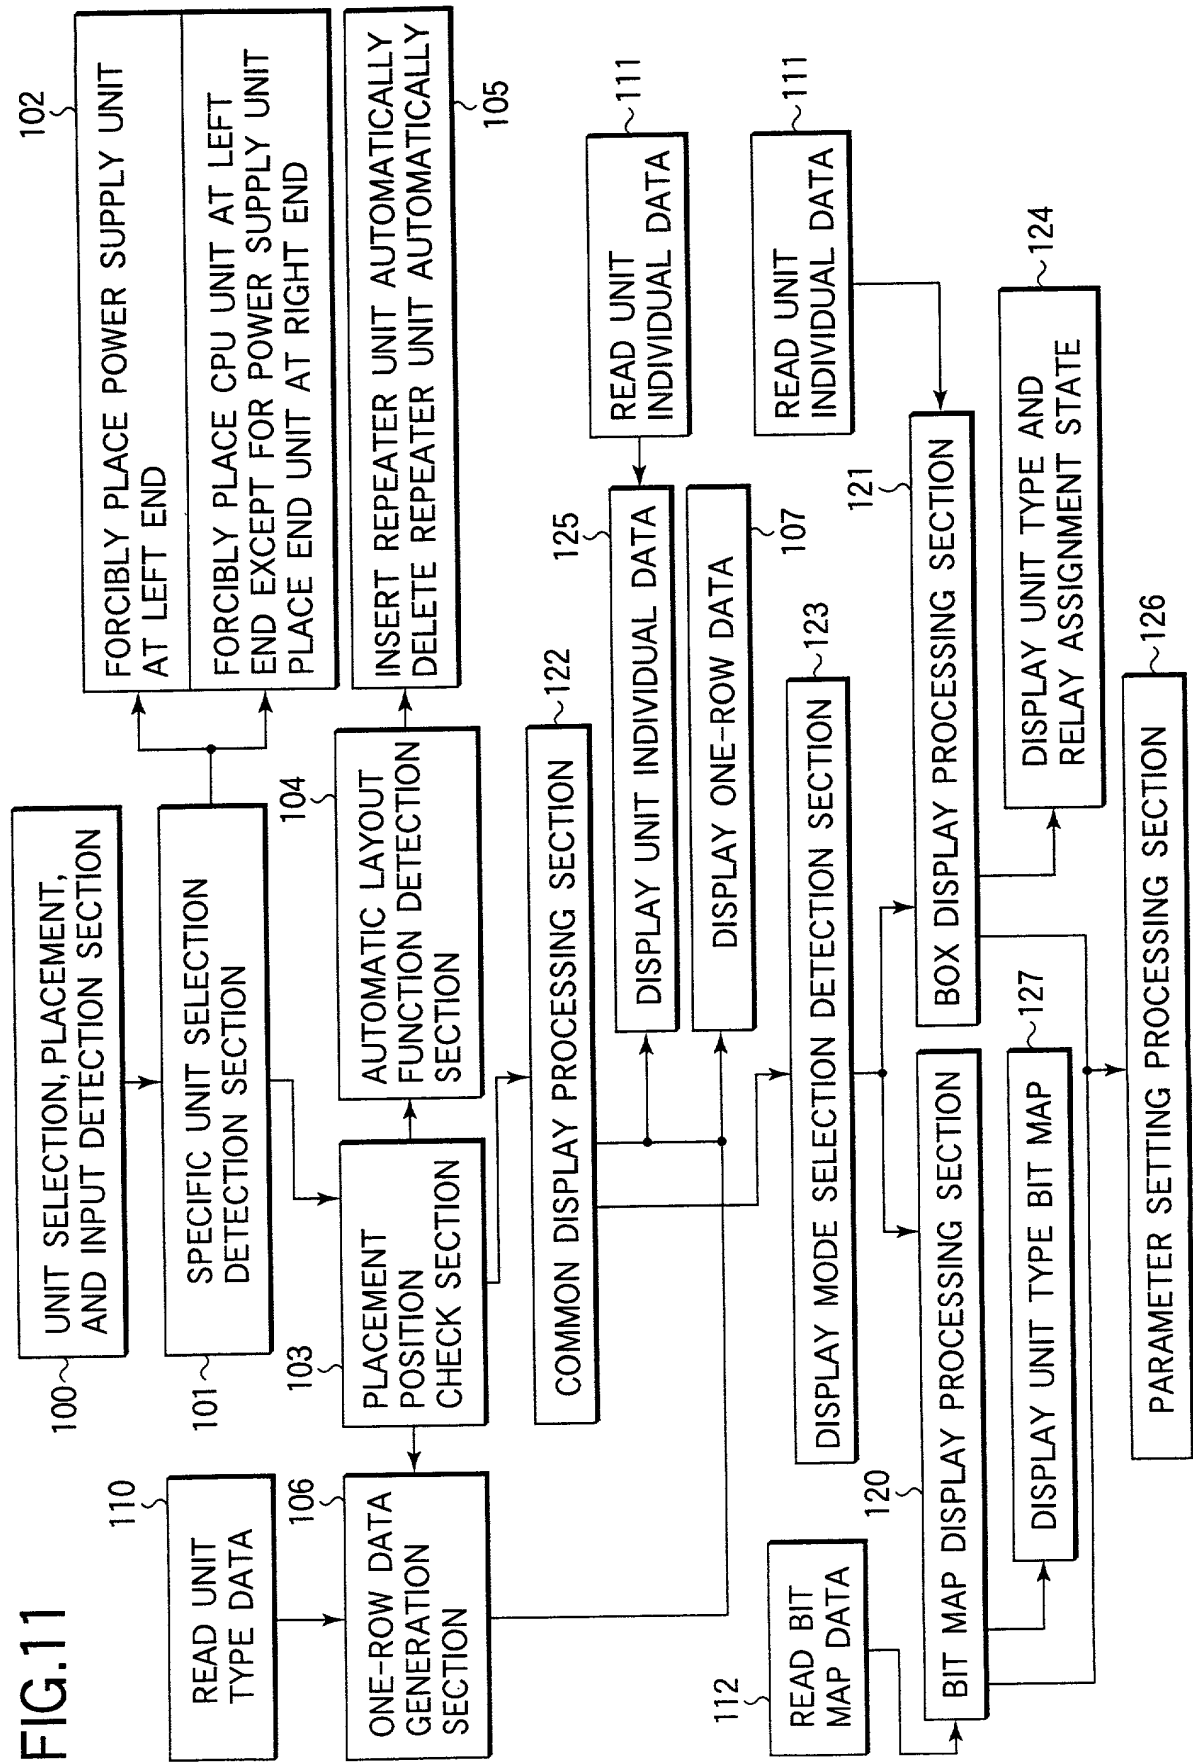 FIG.11
UNIT SELECTION, PLACEMENT,
AND INPUT DETECTION SECTION
100
SPECIFIC UNIT SELECTION
DETECTION SECTION
101
102
FORCIBLY PLACE POWER SUPPLY UNIT
AT LEFT END
FORCIBLY PLACE CPU UNIT AT LEFT
END EXCEPT FOR POWER SUPPLY UNIT
PLACE END UNIT AT RIGHT END
110
READ UNIT
TYPE DATA
103
PLACEMENT
POSITION
CHECK SECTION
104
AUTOMATIC LAYOUT
FUNCTION DETECTION
SECTION
INSERT REPEATER UNIT AUTOMATICALLY
DELETE REPEATER UNIT AUTOMATICALLY
105
106
ONE-ROW DATA
GENERATION
SECTION
122
COMMON DISPLAY PROCESSING SECTION
125
DISPLAY UNIT INDIVIDUAL DATA
111
READ UNIT
INDIVIDUAL DATA
DISPLAY ONE-ROW DATA
107
111
READ UNIT
INDIVIDUAL DATA
123
DISPLAY MODE SELECTION DETECTION SECTION
112
READ BIT
MAP DATA
120
BIT MAP DISPLAY PROCESSING SECTION
121
BOX DISPLAY PROCESSING SECTION
127
DISPLAY UNIT TYPE BIT MAP
124
DISPLAY UNIT TYPE AND
RELAY ASSIGNMENT STATE
126
PARAMETER SETTING PROCESSING SECTION